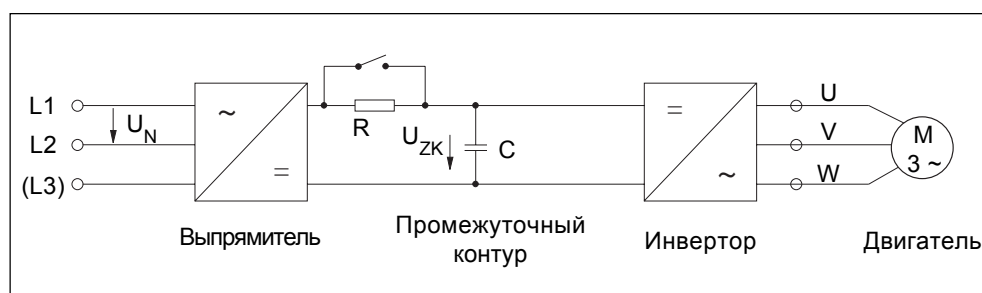 L1
L2
(L3)
U_N
~
=
Выпрямитель
R
U_ZK
C
Промежуточный
контур
=
~
Инвертор
U
V
W
M
3 ~
Двигатель